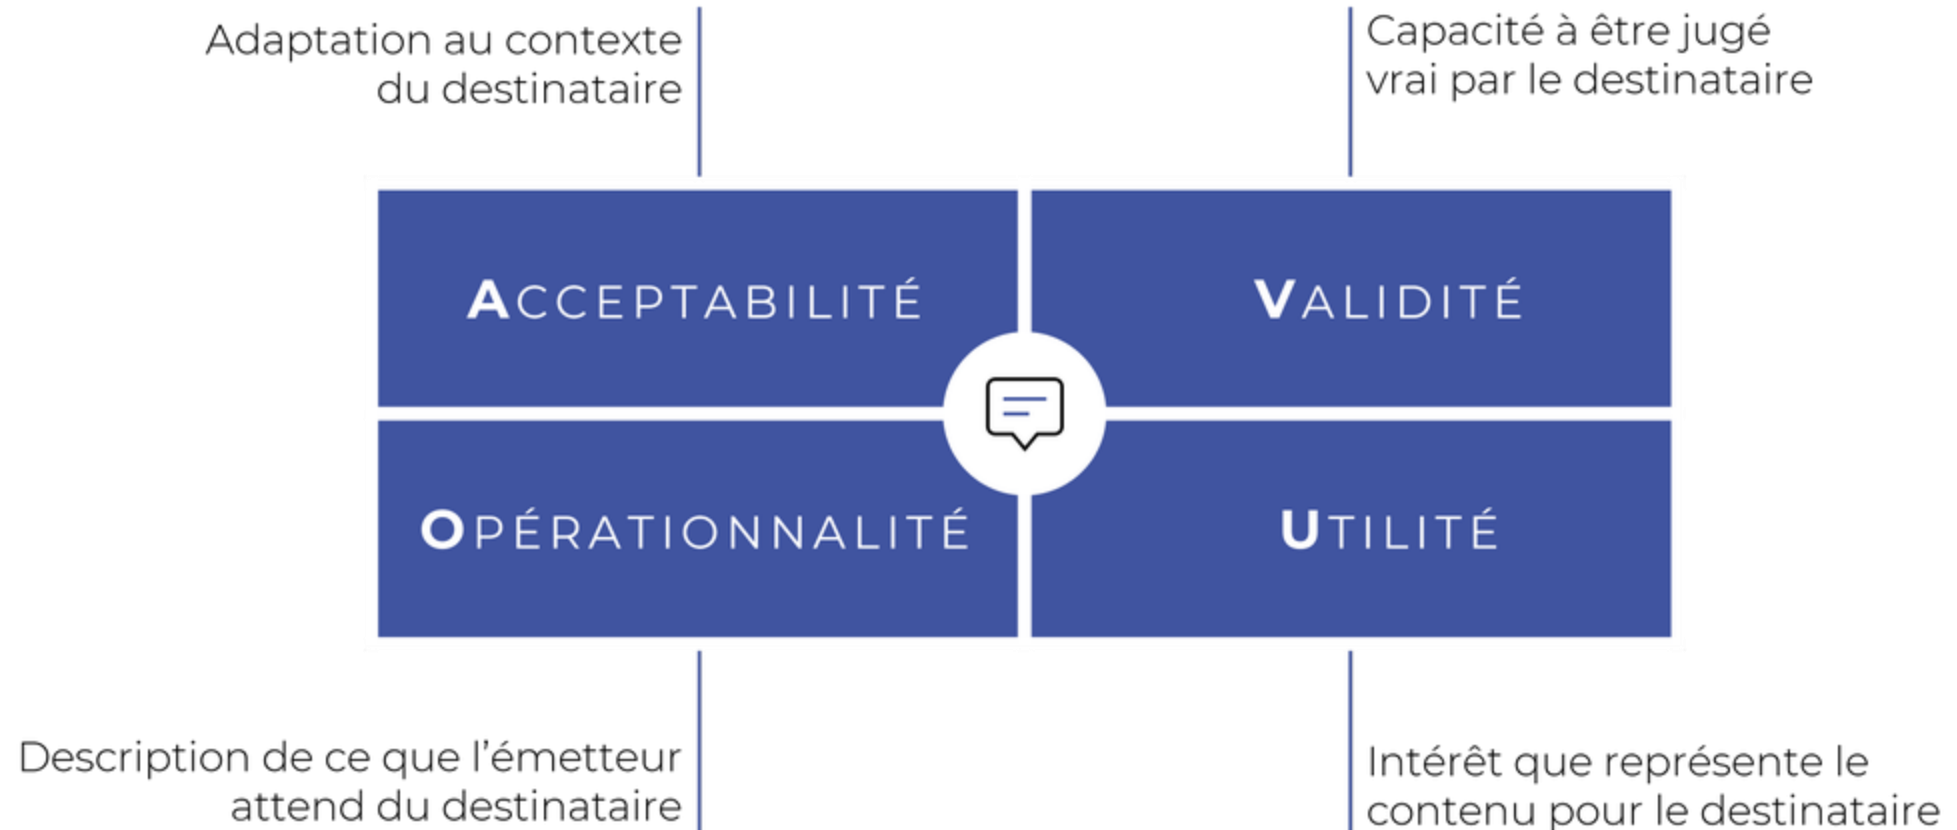 Adaptation au contexte
du destinataire
Capacité à être jugé
vrai par le destinataire
ACCEPTABILITÉ
VALIDITÉ
OPÉRATIONNALITÉ
UTILITÉ
Description de ce que l’émetteur
attend du destinataire
Intérêt que représente le
contenu pour le destinataire